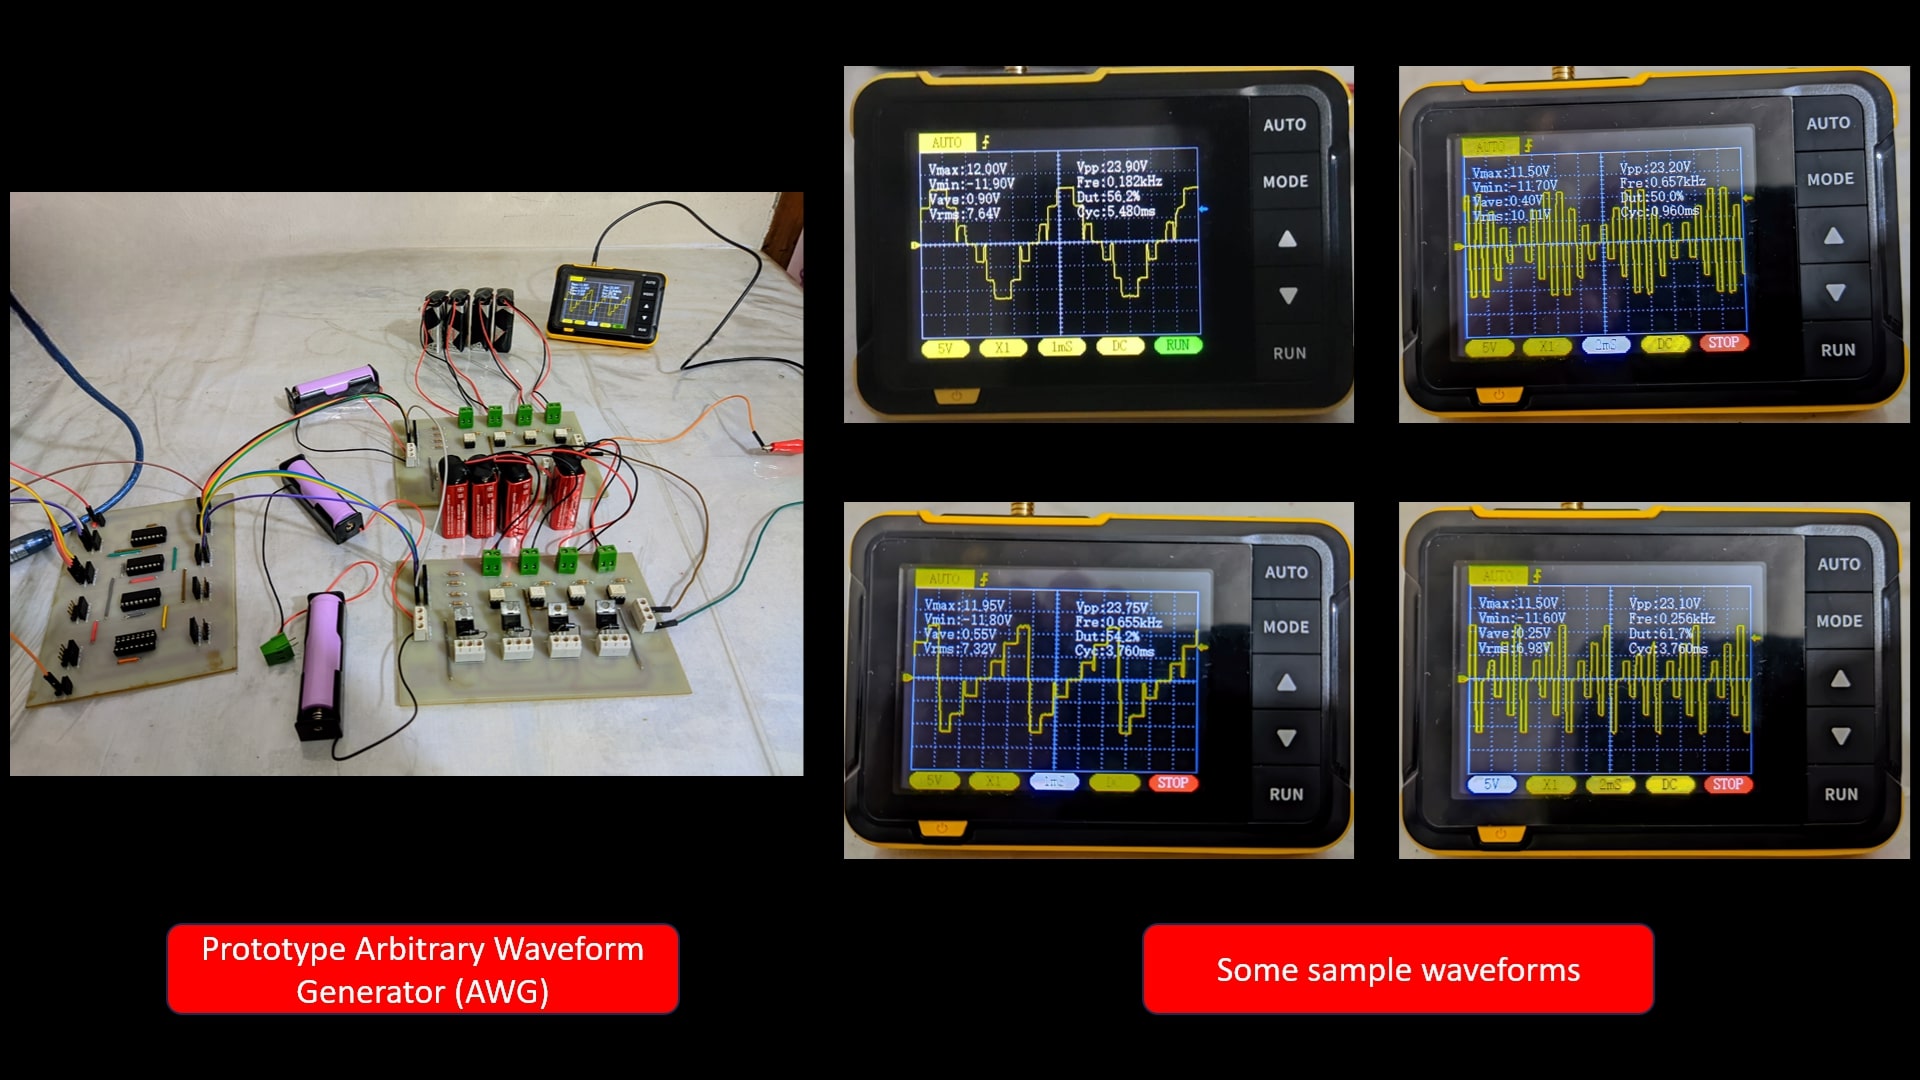 AUTO
Vmax:12.00V
Vmin:-11.90V
Vave:0.90V
Vrms:7.64V
Vpp:23.90V
Fre:0.182kHz
Dut:56.2%
Cyc:5.480ms
5V X1 1mS DC RUN
AUTO
MODE
RUN
AUTO
Vmax:11.50V
Vmin:-11.70V
Vave:0.40V
Vrms:10.11V
Vpp:23.20V
Fre:0.657kHz
Dut:50.0%
Cyc:0.960ms
5V X1 2mS DC STOP
AUTO
MODE
RUN
AUTO
Vmax:11.95V
Vmin:-11.80V
Vave:0.55V
Vrms:7.32V
Vpp:23.75V
Fre:0.655kHz
Dut:54.2%
Cyc:3.760ms
5V X1 1mS DC STOP
AUTO
MODE
RUN
AUTO
Vmax:11.50V
Vmin:-11.60V
Vave:0.25V
Vrms:6.98V
Vpp:23.10V
Fre:0.256kHz
Dut:61.7%
Cyc:3.760ms
5V X1 2mS DC STOP
AUTO
MODE
RUN
Prototype Arbitrary Waveform
Generator (AWG)
Some sample waveforms